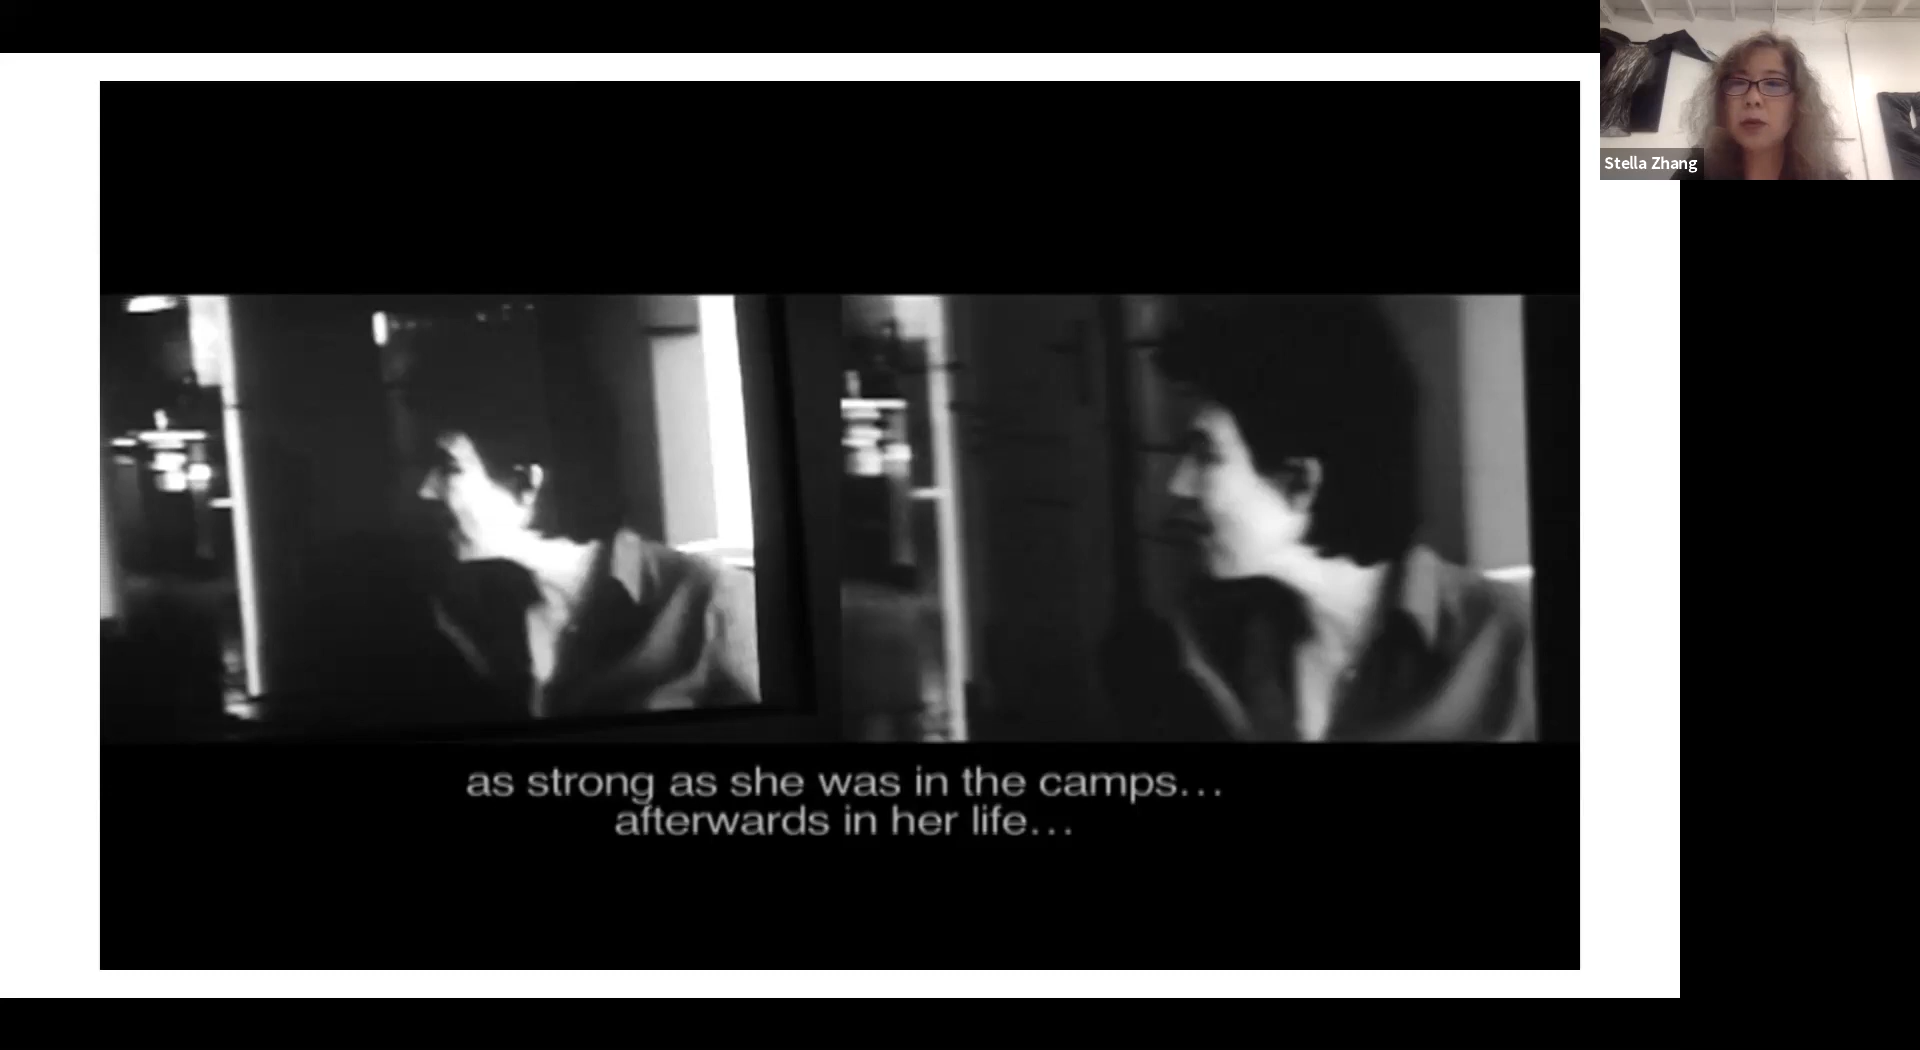 Stella Zhang
as strong as she was in the camps...
afterwards in her life...